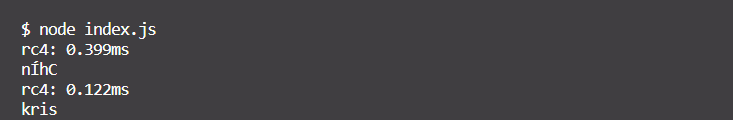 $ node index.js
rc4: 0.399ms
nÍhC
rc4: 0.122ms
kris